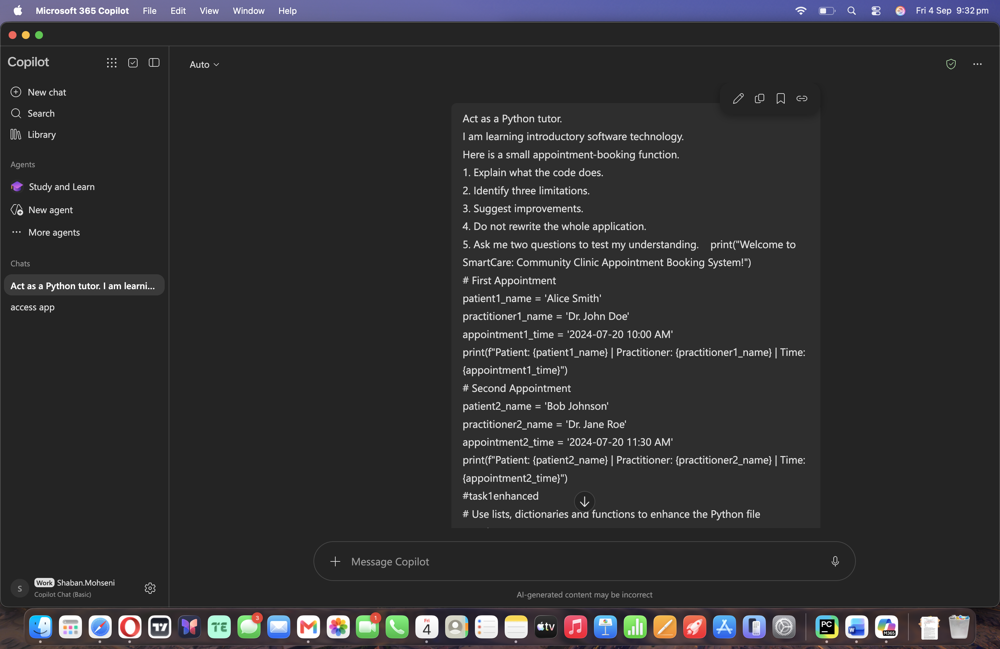 Microsoft 365 Copilot File Edit View Window Help Fri 4 Sep 9:32 pm
Copilot
Auto
New chat
Search
Library
Agents
Study and Learn
New agent
More agents
Chats
Act as a Python tutor. I am learni...
access app
Act as a Python tutor.
I am learning introductory software technology.
Here is a small appointment-booking function.
1. Explain what the code does.
2. Identify three limitations.
3. Suggest improvements.
4. Do not rewrite the whole application.
5. Ask me two questions to test my understanding. print("Welcome to
SmartCare: Community Clinic Appointment Booking System!")
# First Appointment
patient1_name = 'Alice Smith'
practitioner1_name = 'Dr. John Doe'
appointment1_time = '2024-07-20 10:00 AM'
print(f"Patient: {patient1_name} | Practitioner: {practitioner1_name} | Time:
{appointment1_time}")
# Second Appointment
patient2_name = 'Bob Johnson'
practitioner2_name = 'Dr. Jane Roe'
appointment2_time = '2024-07-20 11:30 AM'
print(f"Patient: {patient2_name} | Practitioner: {practitioner2_name} | Time:
{appointment2_time}")
#task1enhanced
# Use lists, dictionaries and functions to enhance the Python file
Message Copilot
AI-generated content may be incorrect
S
Work Shaban.Mohseni
Copilot Chat (Basic)
3
1
Fri
4
tv
PC
W
M365